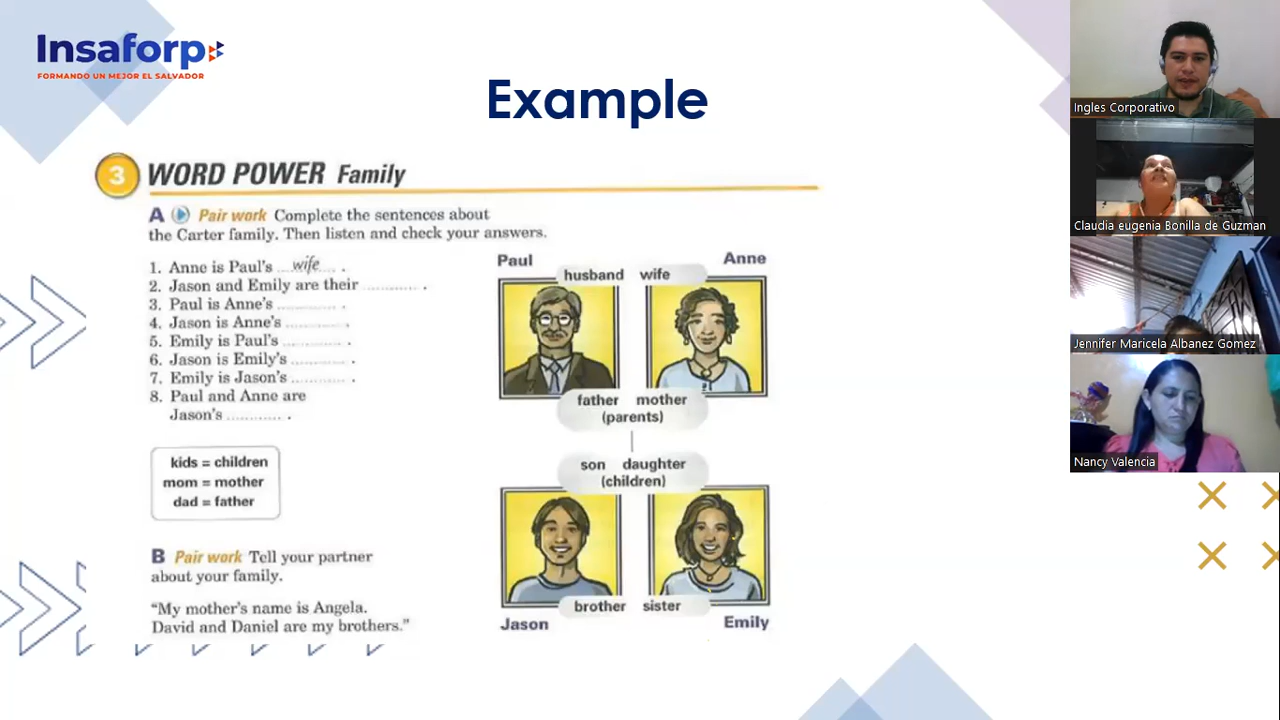 Insaforp
FORMANDO UN MEJOR EL SALVADOR
Example
3 WORD POWER Family
A Pair work Complete the sentences about
the Carter family. Then listen and check your answers.
1. Anne is Paul's ....wife.... .
2. Jason and Emily are their ............ .
3. Paul is Anne's ............... .
4. Jason is Anne's ............. .
5. Emily is Paul's ............. .
6. Jason is Emily's ............ .
7. Emily is Jason's ............ .
8. Paul and Anne are
Jason's ............ .
kids = children
mom = mother
dad = father
B Pair work Tell your partner
about your family.
"My mother's name is Angela.
David and Daniel are my brothers."
Paul Anne
husband wife
father mother
(parents)
son daughter
(children)
brother sister
Jason Emily
Ingles Corporativo
Claudia eugenia Bonilla de Guzman
Jennifer Maricela Albanez Gomez
Nancy Valencia